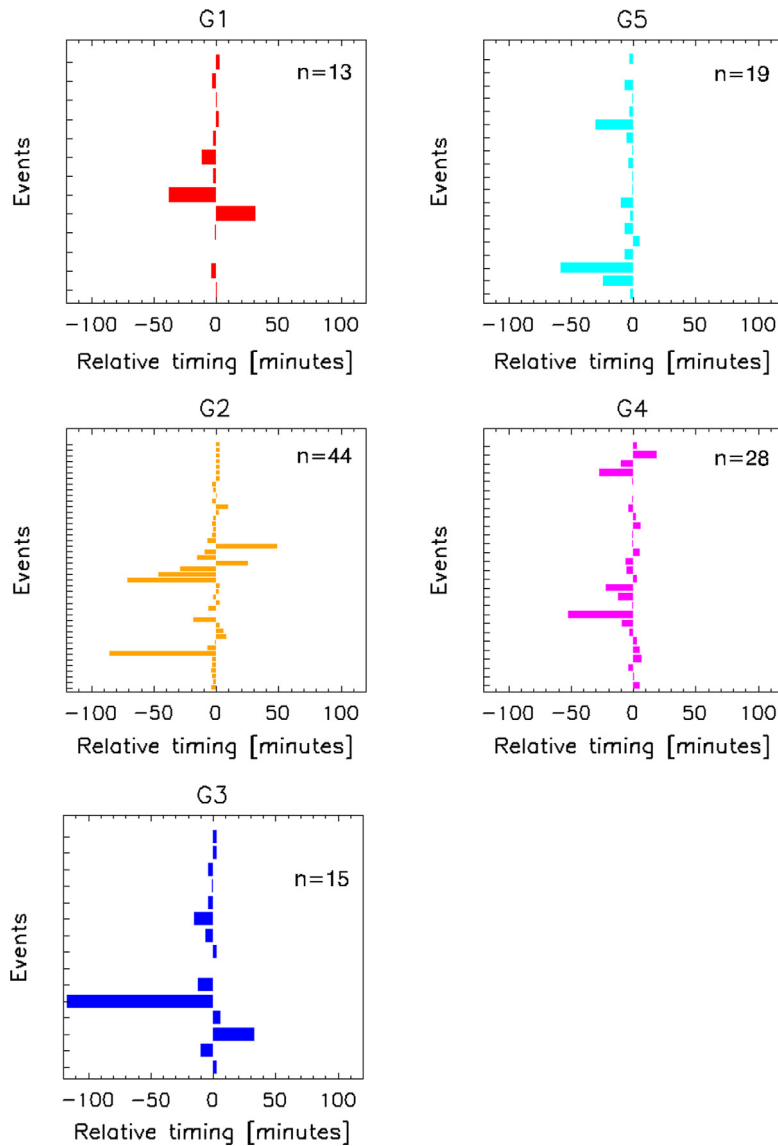 G1
n=13
Events
-100 -50 0 50 100
Relative timing [minutes]
G5
n=19
Events
-100 -50 0 50 100
Relative timing [minutes]
G2
n=44
Events
-100 -50 0 50 100
Relative timing [minutes]
G4
n=28
Events
-100 -50 0 50 100
Relative timing [minutes]
G3
n=15
Events
-100 -50 0 50 100
Relative timing [minutes]